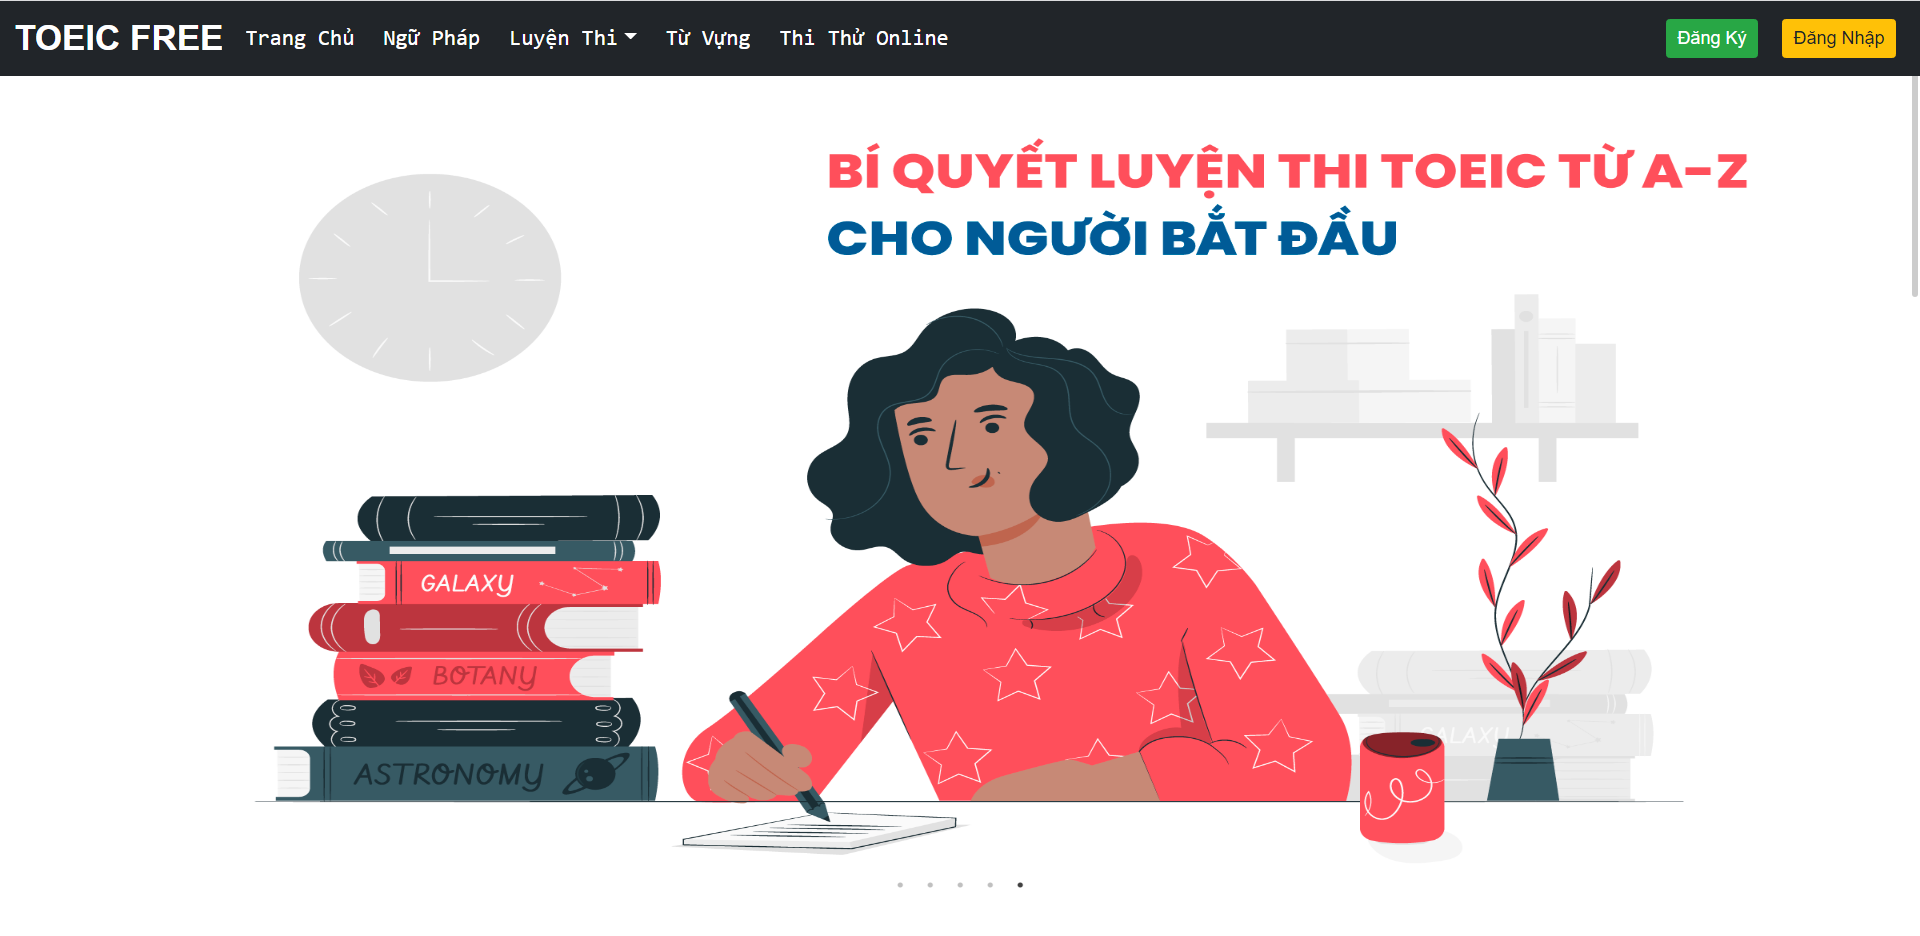 TOEIC FREE Trang Chủ Ngữ Pháp Luyện Thi Từ Vựng Thi Thử Online Đăng Ký Đăng Nhập
BÍ QUYẾT LUYỆN THI TOEIC TỪ A-Z
CHO NGƯỜI BẮT ĐẦU
GALAXY
BOTANY
ASTRONOMY
GALAXY